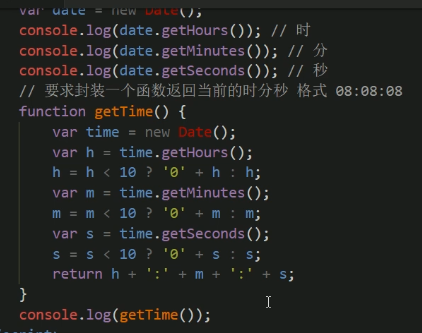 var date = new Date();
console.log(date.getHours()); // 时
console.log(date.getMinutes()); // 分
console.log(date.getSeconds()); // 秒
// 要求封装一个函数返回当前的时分秒 格式 08:08:08
function getTime() {
    var time = new Date();
    var h = time.getHours();
    h = h < 10 ? '0' + h : h;
    var m = time.getMinutes();
    m = m < 10 ? '0' + m : m;
    var s = time.getSeconds();
    s = s < 10 ? '0' + s : s;
    return h + ':' + m + ':' + s;
}
console.log(getTime());